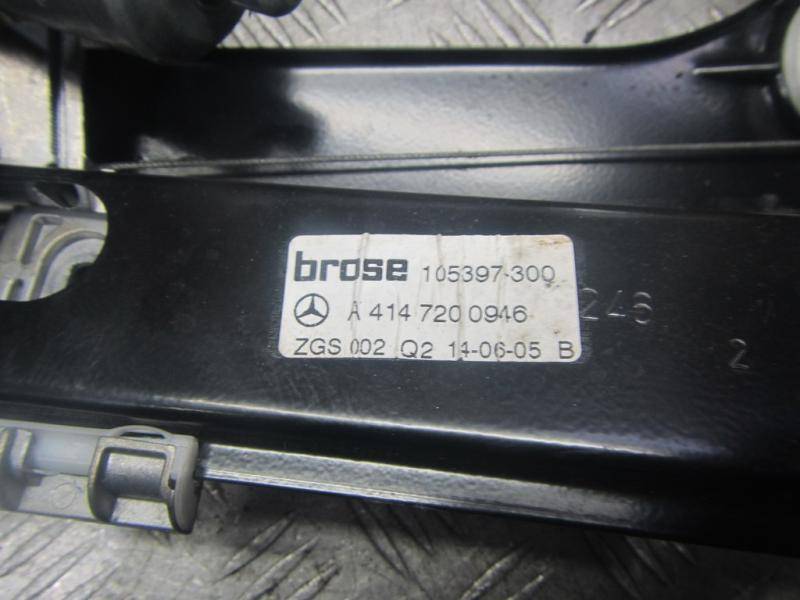 brose 105397-300
A 414 720 0946
ZGS 002 Q2 14-06-05 B
246
2